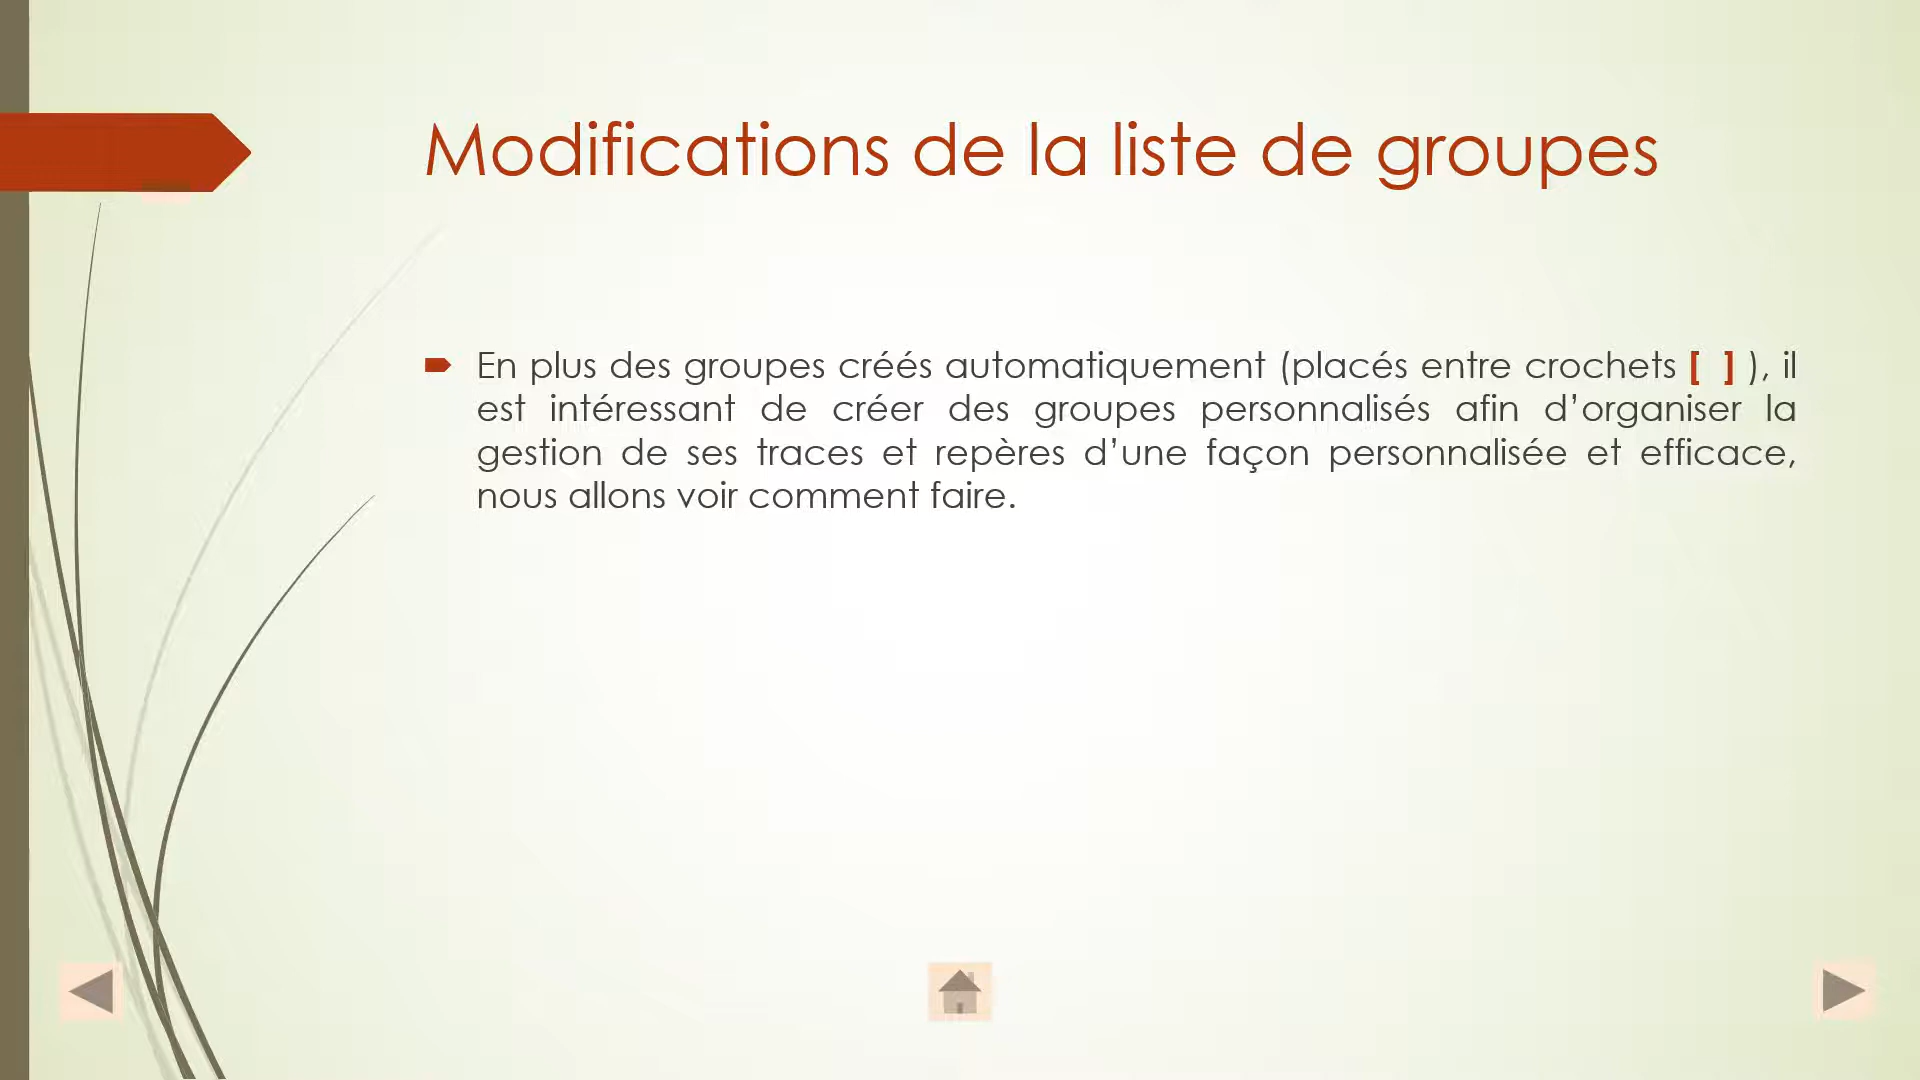 Modifications de la liste de groupes
En plus des groupes créés automatiquement (placés entre crochets [ ] ), il
est intéressant de créer des groupes personnalisés afin d’organiser la
gestion de ses traces et repères d’une façon personnalisée et efficace,
nous allons voir comment faire.